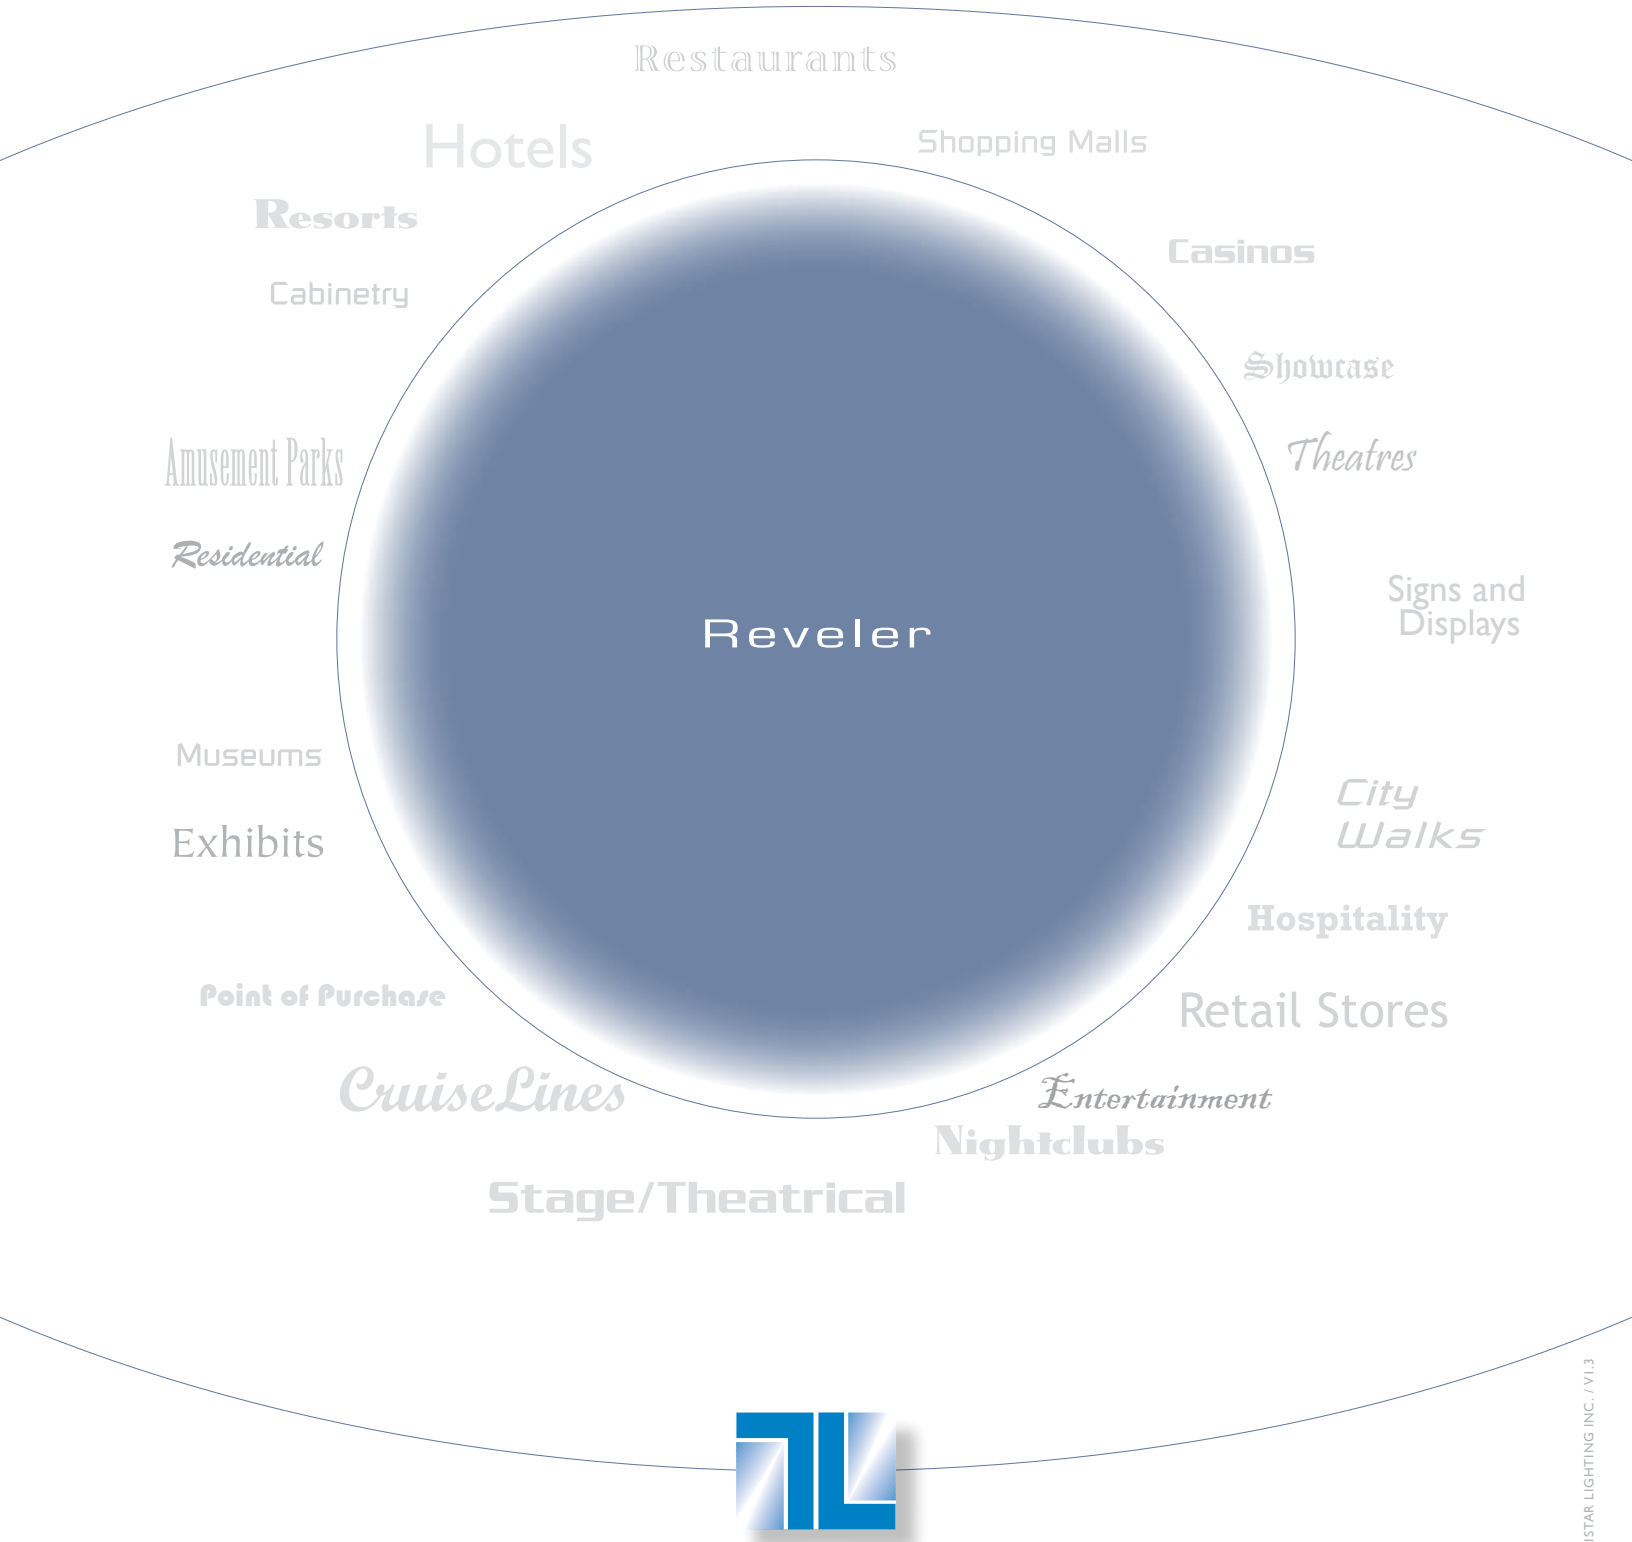 Restaurants
Hotels
Shopping Malls
Resorts
Casinos
Cabinetry
Showcase
Theatres
Amusement Parks
Residential
Signs and
Displays
Reveler
Museums
City
Walks
Exhibits
Hospitality
Point of Purchase
Retail Stores
CruiseLines
Entertainment
Nightclubs
Stage/Theatrical
ISTAR LIGHTING INC. / V1.3